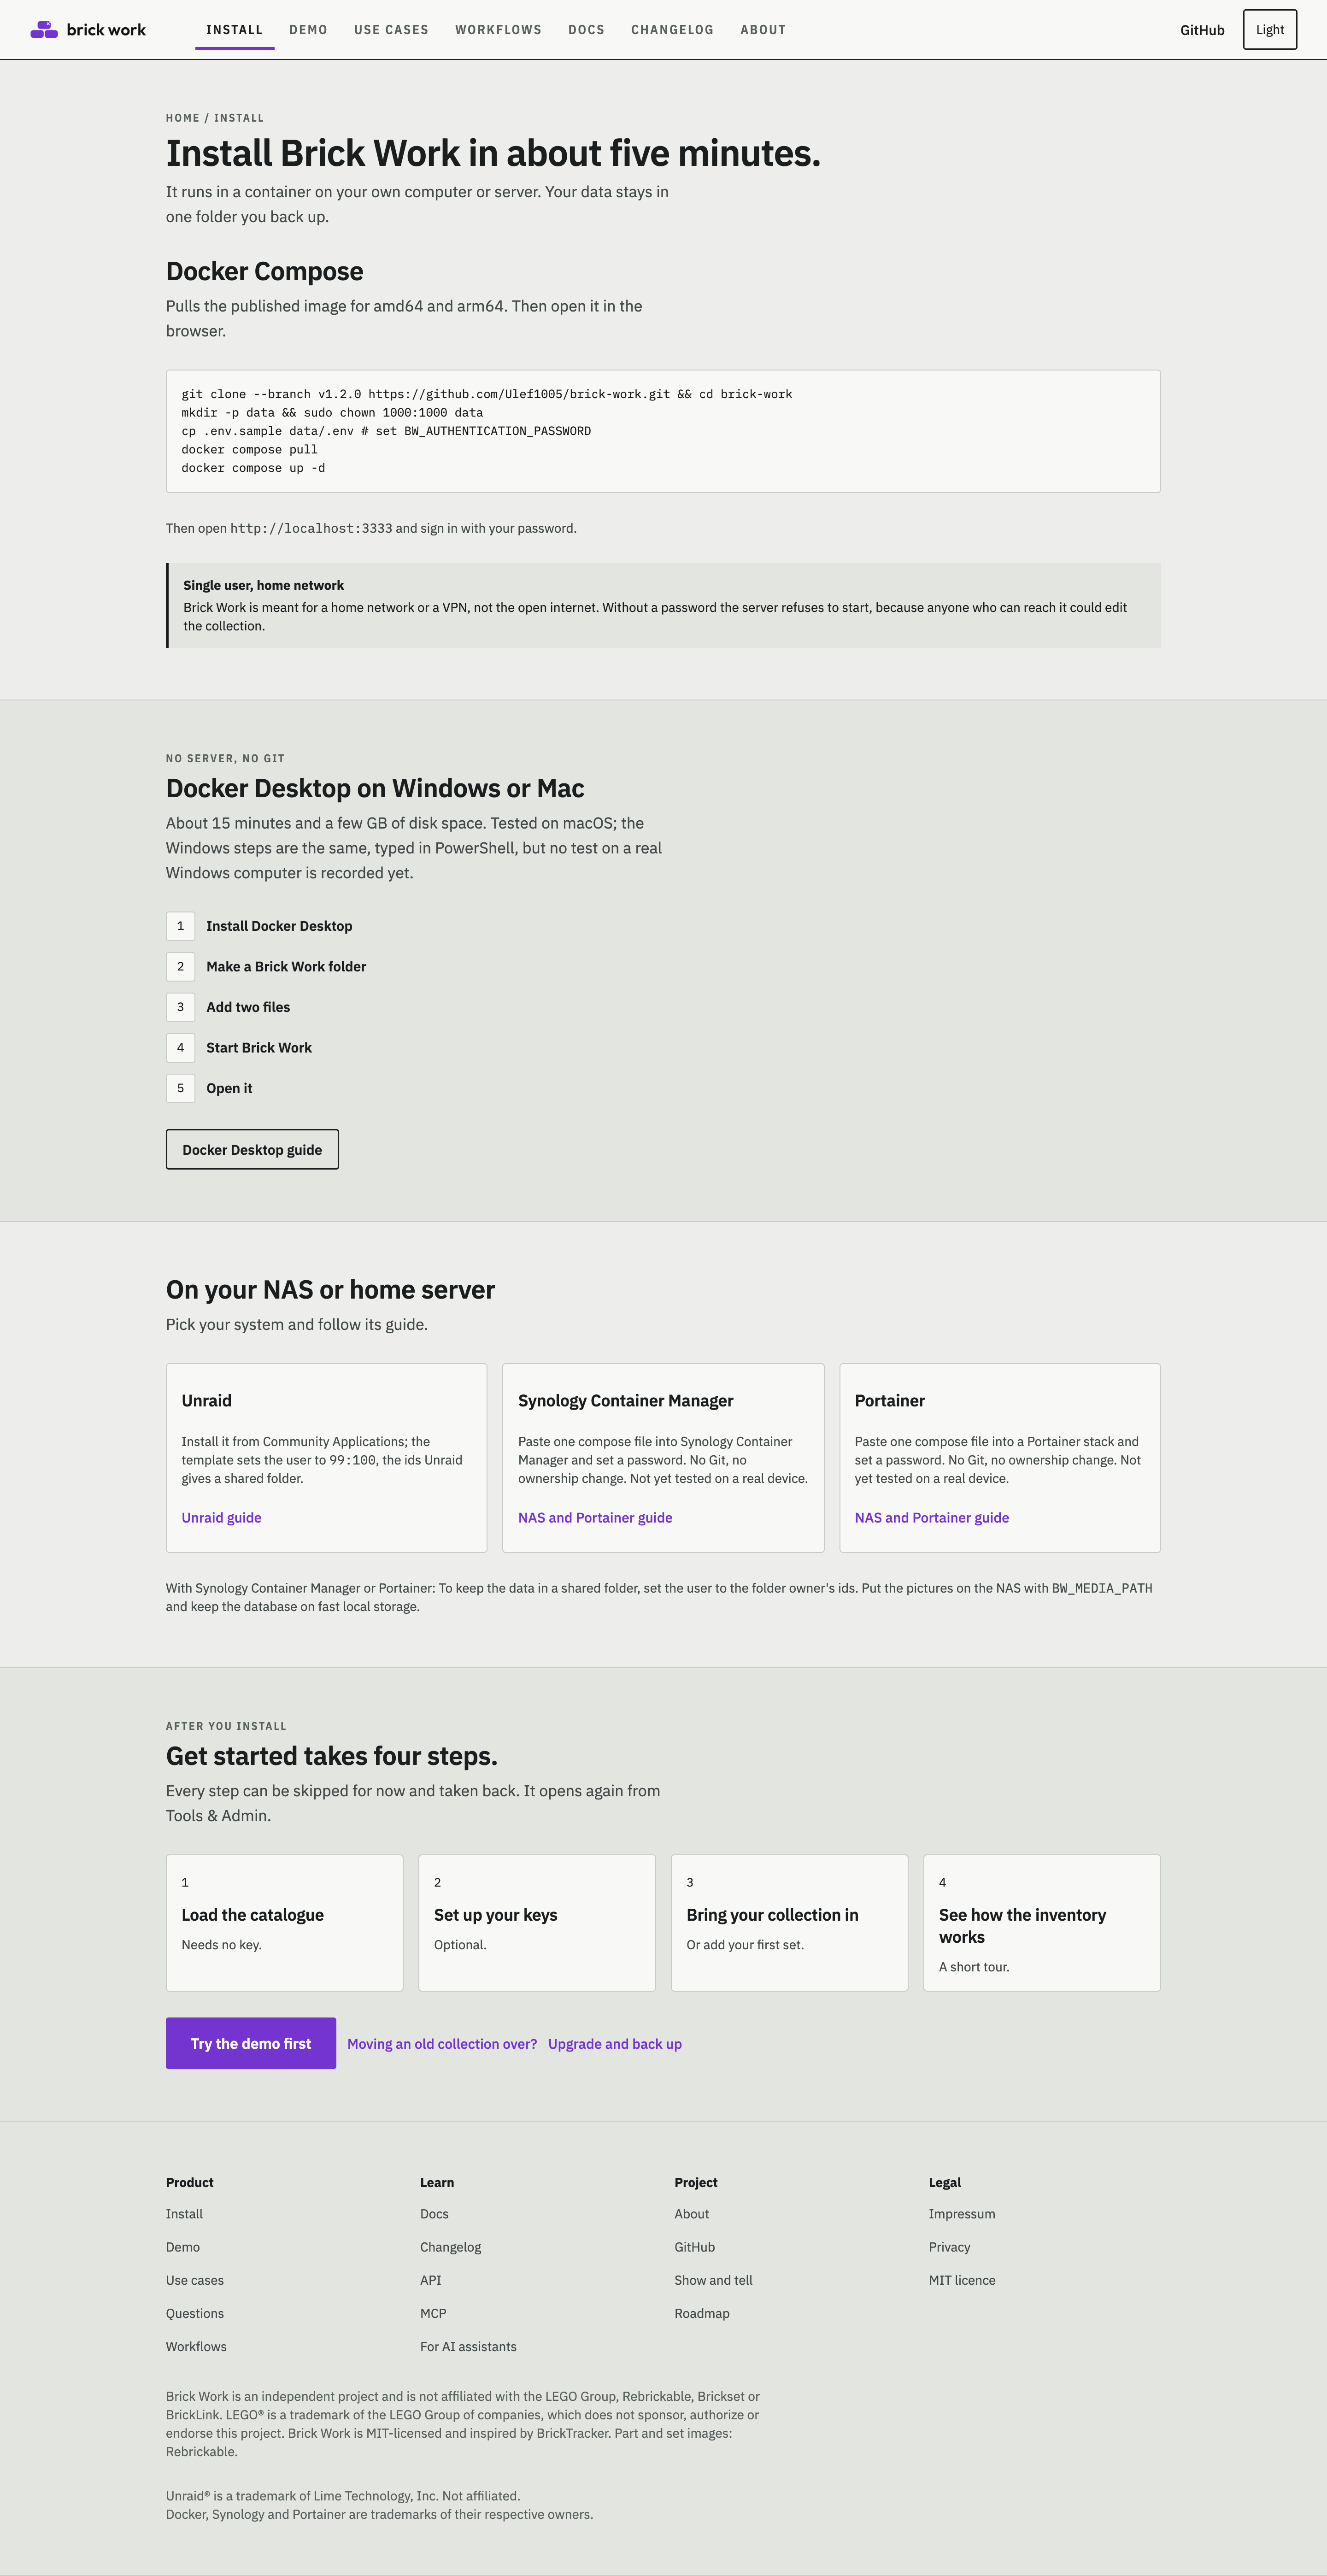 brick work
INSTALL
DEMO
USE CASES
WORKFLOWS
DOCS
CHANGELOG
ABOUT
GitHub
Light
HOME / INSTALL
Install Brick Work in about five minutes.
It runs in a container on your own computer or server. Your data stays in
one folder you back up.
Docker Compose
Pulls the published image for amd64 and arm64. Then open it in the
browser.
git clone --branch v1.2.0 https://github.com/Ulef1005/brick-work.git && cd brick-work
mkdir -p data && sudo chown 1000:1000 data
cp .env.sample data/.env # set BW_AUTHENTICATION_PASSWORD
docker compose pull
docker compose up -d
Then open http://localhost:3333 and sign in with your password.
Single user, home network
Brick Work is meant for a home network or a VPN, not the open internet. Without a password the server refuses to start, because anyone who can reach it could edit
the collection.
NO SERVER, NO GIT
Docker Desktop on Windows or Mac
About 15 minutes and a few GB of disk space. Tested on macOS; the
Windows steps are the same, typed in PowerShell, but no test on a real
Windows computer is recorded yet.
1 Install Docker Desktop
2 Make a Brick Work folder
3 Add two files
4 Start Brick Work
5 Open it
Docker Desktop guide
On your NAS or home server
Pick your system and follow its guide.
Unraid
Install it from Community Applications; the
template sets the user to 99:100, the ids Unraid
gives a shared folder.
Unraid guide
Synology Container Manager
Paste one compose file into Synology Container
Manager and set a password. No Git, no
ownership change. Not yet tested on a real device.
NAS and Portainer guide
Portainer
Paste one compose file into a Portainer stack and
set a password. No Git, no ownership change. Not
yet tested on a real device.
NAS and Portainer guide
With Synology Container Manager or Portainer: To keep the data in a shared folder, set the user to the folder owner's ids. Put the pictures on the NAS with BW_MEDIA_PATH
and keep the database on fast local storage.
AFTER YOU INSTALL
Get started takes four steps.
Every step can be skipped for now and taken back. It opens again from
Tools & Admin.
1
Load the catalogue
Needs no key.
2
Set up your keys
Optional.
3
Bring your collection in
Or add your first set.
4
See how the inventory
works
A short tour.
Try the demo first
Moving an old collection over?
Upgrade and back up
Product
Install
Demo
Use cases
Questions
Workflows
Learn
Docs
Changelog
API
MCP
For AI assistants
Project
About
GitHub
Show and tell
Roadmap
Legal
Impressum
Privacy
MIT licence
Brick Work is an independent project and is not affiliated with the LEGO Group, Rebrickable, Brickset or
BrickLink. LEGO® is a trademark of the LEGO Group of companies, which does not sponsor, authorize or
endorse this project. Brick Work is MIT-licensed and inspired by BrickTracker. Part and set images:
Rebrickable.
Unraid® is a trademark of Lime Technology, Inc. Not affiliated.
Docker, Synology and Portainer are trademarks of their respective owners.